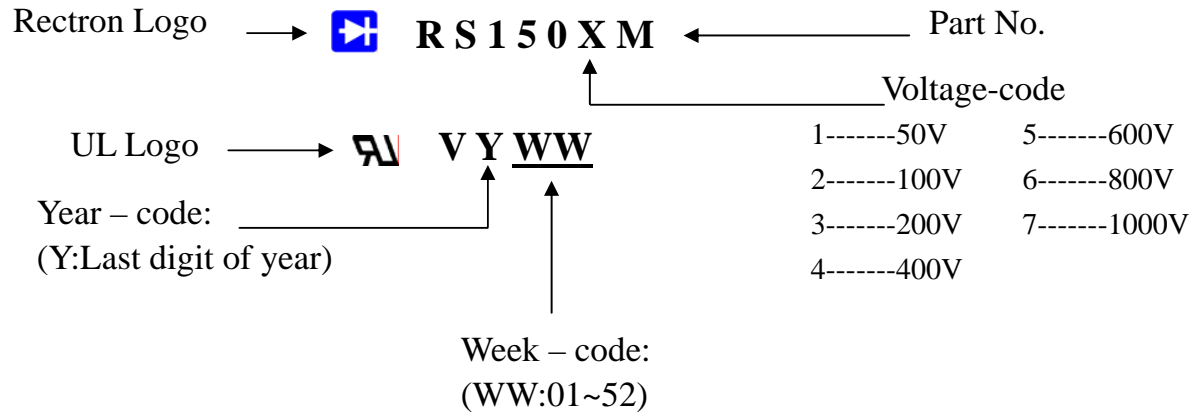 Rectron Logo RS150XM Part No.
Voltage-code
1-------50V 5-------600V
UL Logo V Y WW
2-------100V 6-------800V
Year – code:
3-------200V 7-------1000V
(Y:Last digit of year)
4-------400V
Week – code:
(WW:01~52)